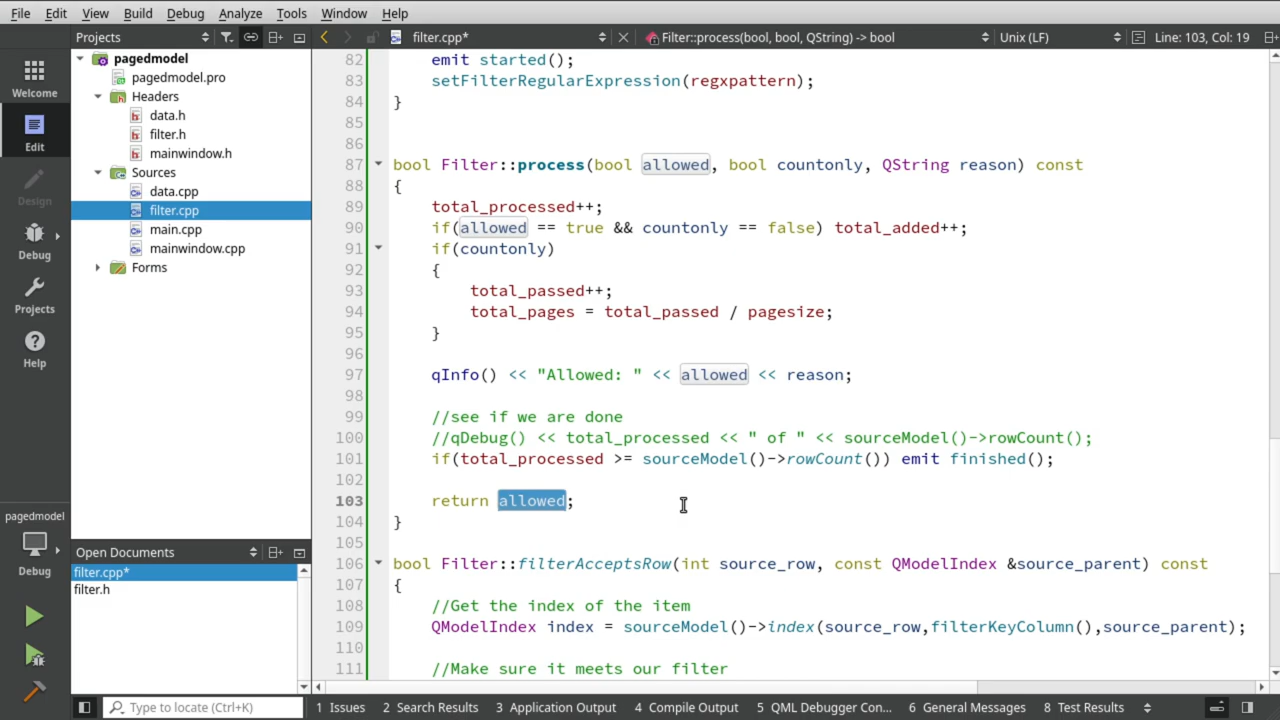 File Edit View Build Debug Analyze Tools Window Help
Projects
filter.cpp*
Filter::process(bool, bool, QString) -> bool
Unix (LF)
Line: 103, Col: 19
Welcome
Edit
Design
Debug
Projects
Help
pagedmodel
Debug
pagedmodel
pagedmodel.pro
Headers
data.h
filter.h
mainwindow.h
Sources
data.cpp
filter.cpp
main.cpp
mainwindow.cpp
Forms
Open Documents
filter.cpp*
filter.h
82 emit started();
83 setFilterRegularExpression(regxpattern);
84 }
85
86
87 bool Filter::process(bool allowed, bool countonly, QString reason) const
88 {
89 total_processed++;
90 if(allowed == true && countonly == false) total_added++;
91 if(countonly)
92 {
93 total_passed++;
94 total_pages = total_passed / pagesize;
95 }
96
97 qInfo() << "Allowed: " << allowed << reason;
98
99 //see if we are done
100 //qDebug() << total_processed << " of " << sourceModel()->rowCount();
101 if(total_processed >= sourceModel()->rowCount()) emit finished();
102
103 return allowed;
104 }
105
106 bool Filter::filterAcceptsRow(int source_row, const QModelIndex &source_parent) const
107 {
108 //Get the index of the item
109 QModelIndex index = sourceModel()->index(source_row,filterKeyColumn(),source_parent);
110
111 //Make sure it meets our filter
Type to locate (Ctrl+K)
1 Issues 2 Search Results 3 Application Output 4 Compile Output 5 QML Debugger Con... 6 General Messages 8 Test Results